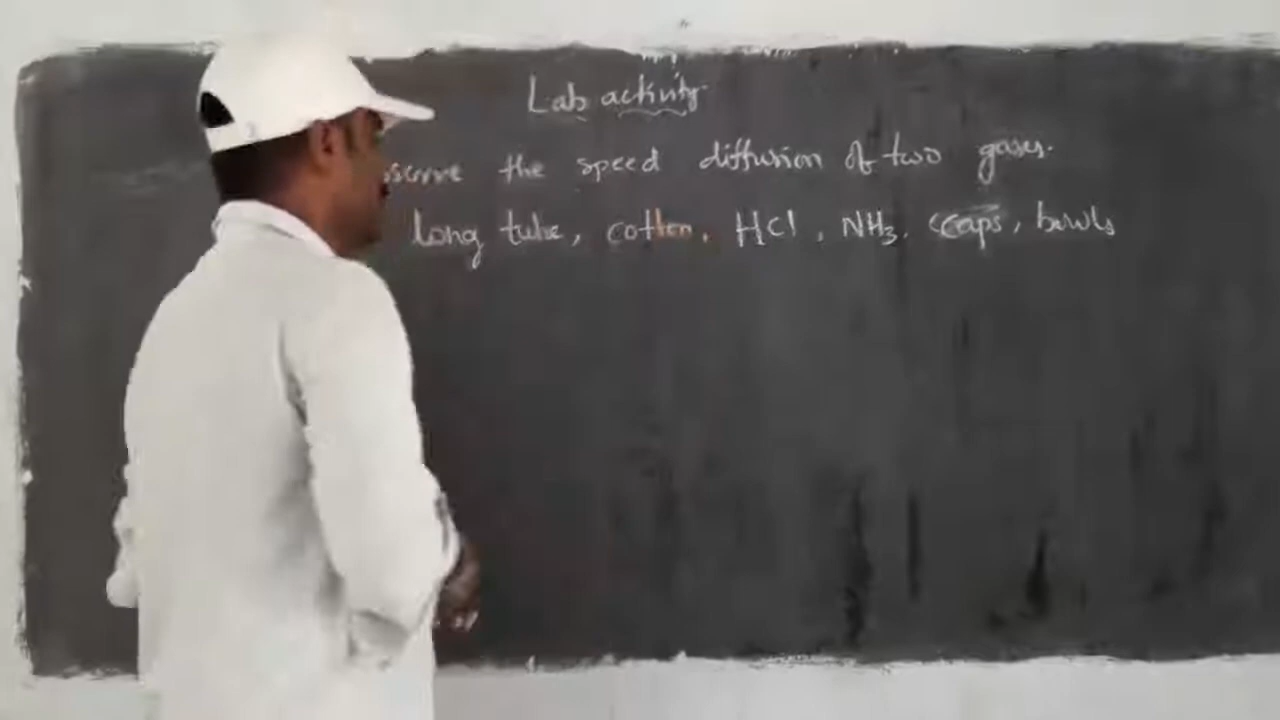 Lab activity
serve the speed diffusion of two gases.
long tube, cotton, HCl, NH3, caps, bowls